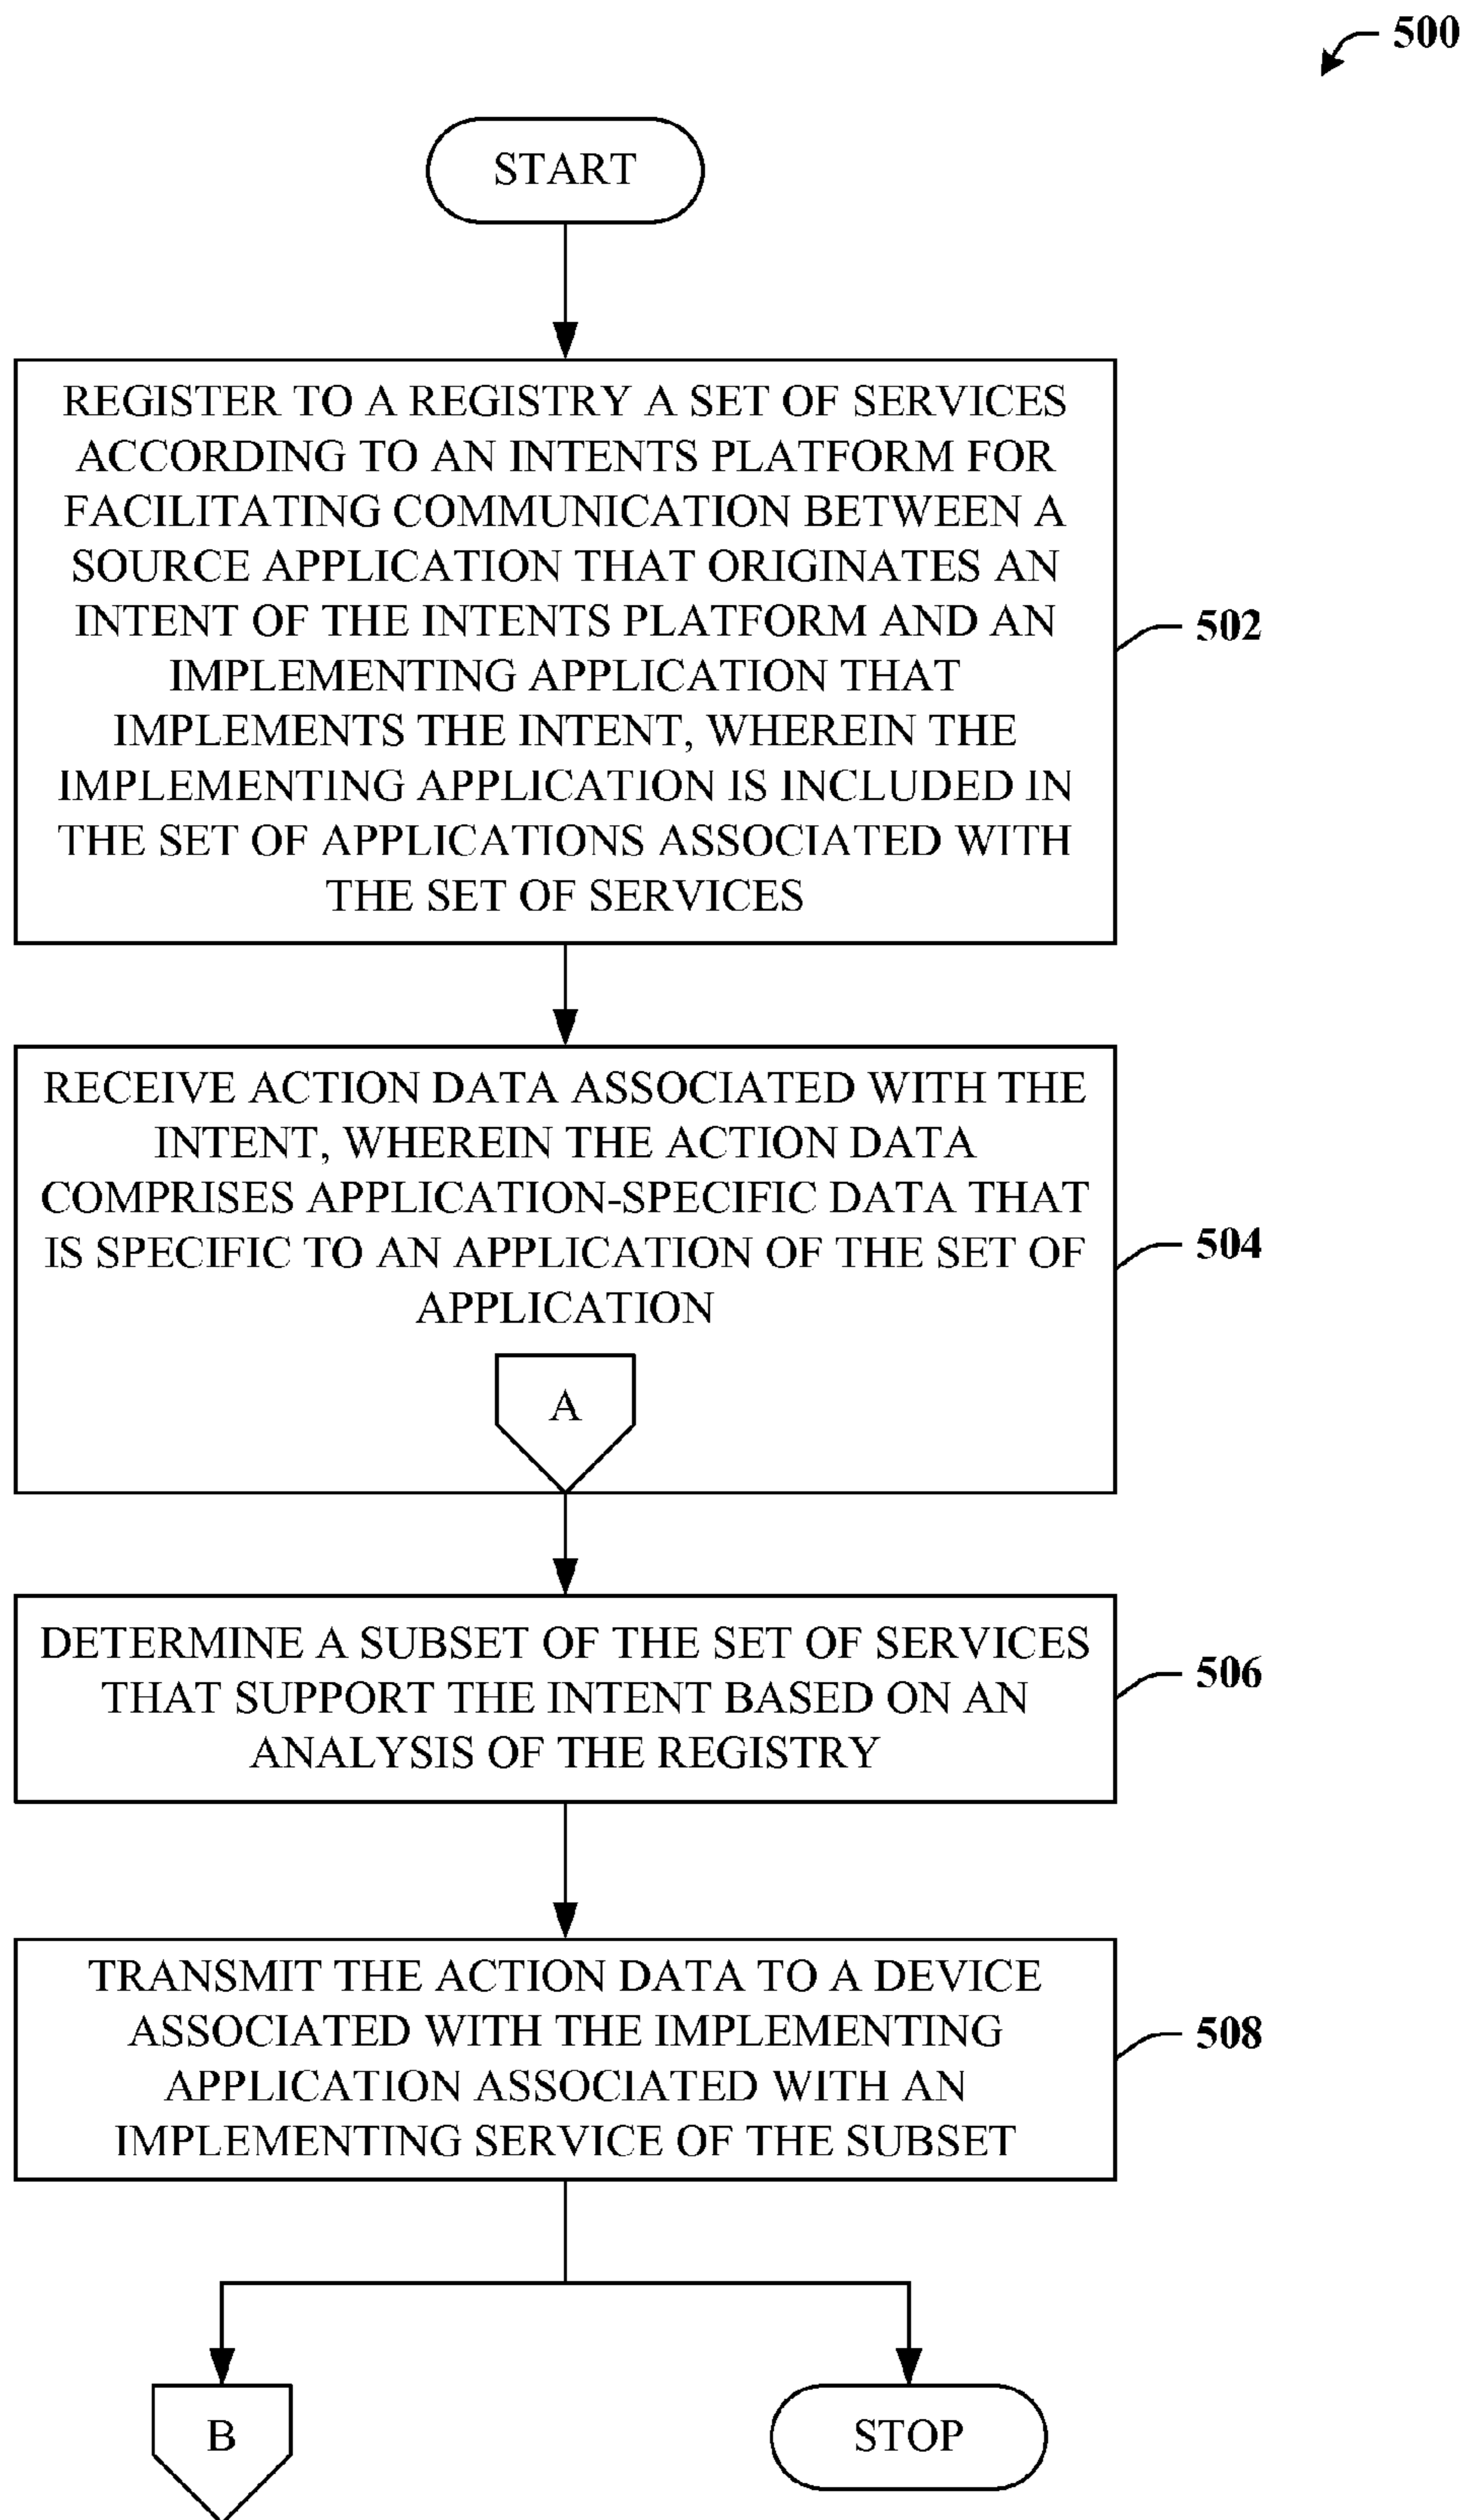 500
START
REGISTER TO A REGISTRY A SET OF SERVICES
ACCORDING TO AN INTENTS PLATFORM FOR
FACILITATING COMMUNICATION BETWEEN A
SOURCE APPLICATION THAT ORIGINATES AN
INTENT OF THE INTENTS PLATFORM AND AN
IMPLEMENTING APPLICATION THAT
IMPLEMENTS THE INTENT, WHEREIN THE
IMPLEMENTING APPLICATION IS INCLUDED IN
THE SET OF APPLICATIONS ASSOCIATED WITH
THE SET OF SERVICES
502
RECEIVE ACTION DATA ASSOCIATED WITH THE
INTENT, WHEREIN THE ACTION DATA
COMPRISES APPLICATION-SPECIFIC DATA THAT
IS SPECIFIC TO AN APPLICATION OF THE SET OF
APPLICATION
504
A
DETERMINE A SUBSET OF THE SET OF SERVICES
THAT SUPPORT THE INTENT BASED ON AN
ANALYSIS OF THE REGISTRY
506
TRANSMIT THE ACTION DATA TO A DEVICE
ASSOCIATED WITH THE IMPLEMENTING
APPLICATION ASSOCIATED WITH AN
IMPLEMENTING SERVICE OF THE SUBSET
508
B
STOP